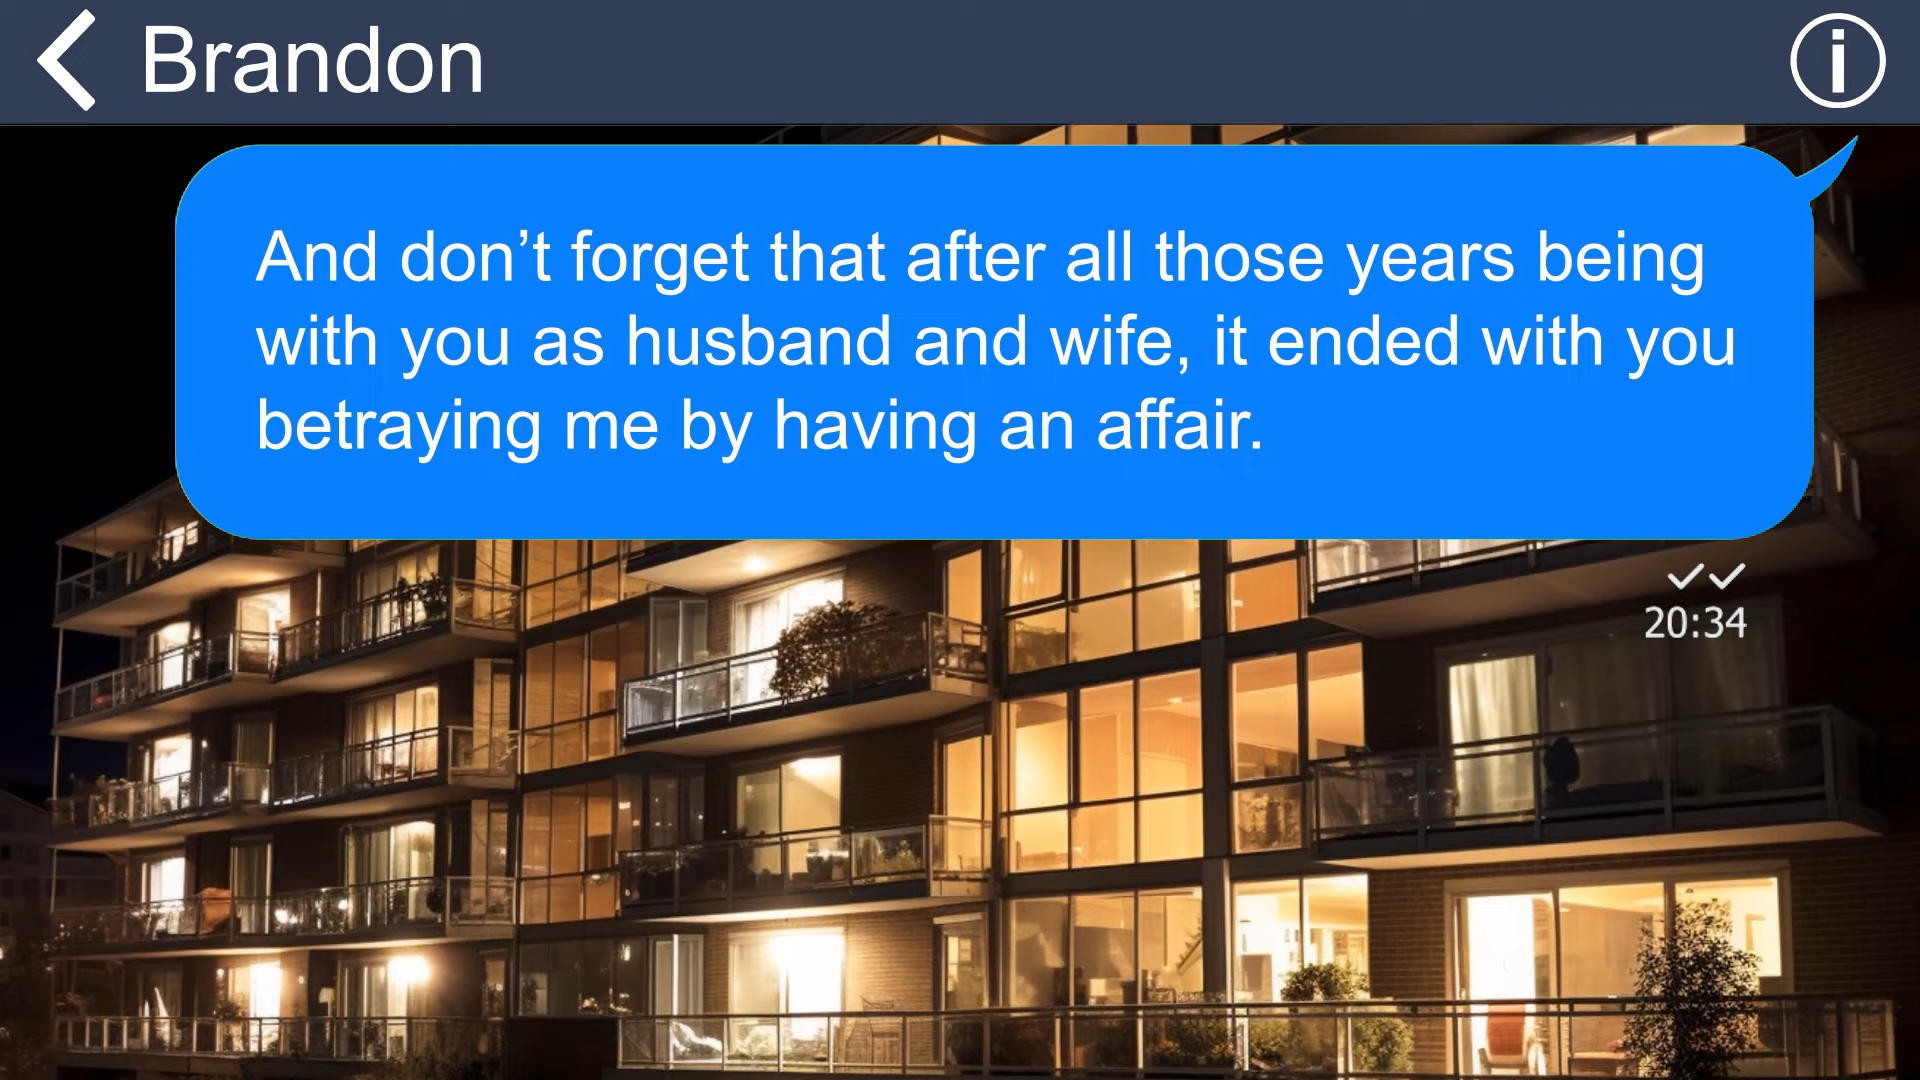 Brandon
And don’t forget that after all those years being
with you as husband and wife, it ended with you
betraying me by having an affair.
20:34